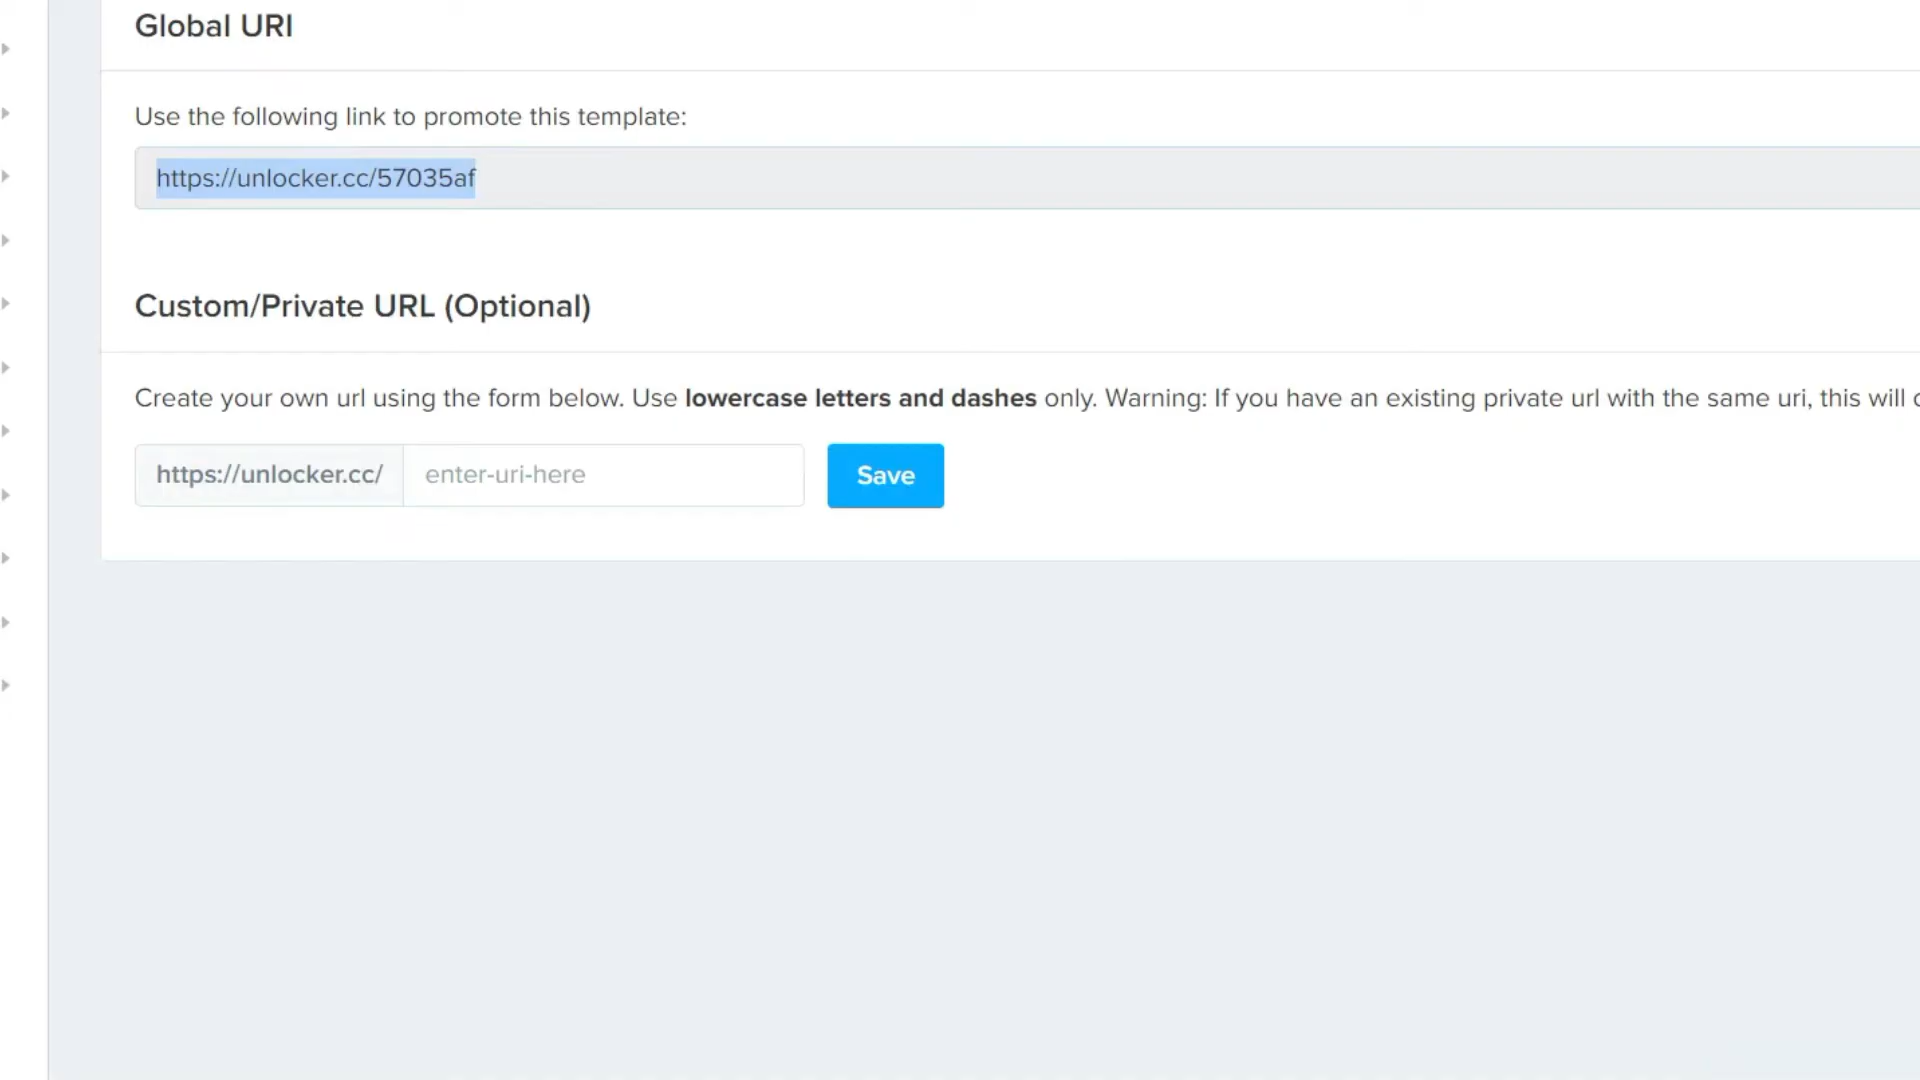 Global URI
Use the following link to promote this template:
https://unlocker.cc/57035af
Custom/Private URL (Optional)
Create your own url using the form below. Use lowercase letters and dashes only. Warning: If you have an existing private url with the same uri, this will
https://unlocker.cc/ enter-uri-here Save